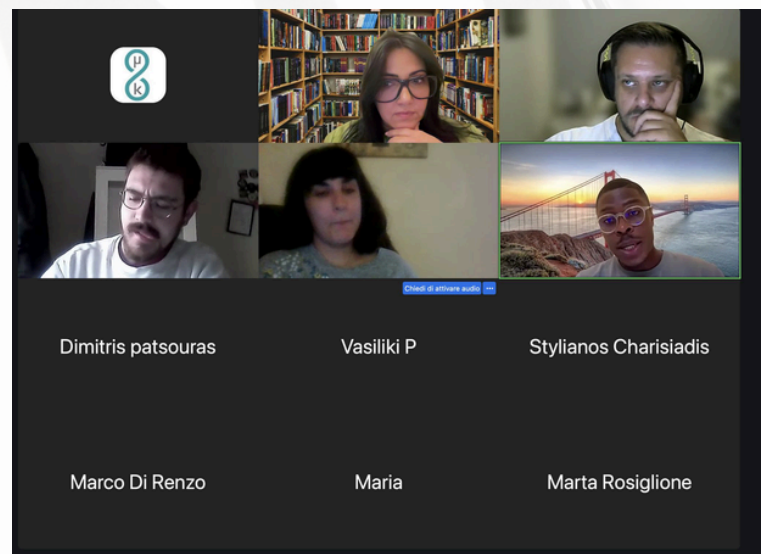 μ
k
Chiedi di attivare audio ...
Dimitris patsouras
Vasiliki P
Stylianos Charisiadis
Marco Di Renzo
Maria
Marta Rosiglione